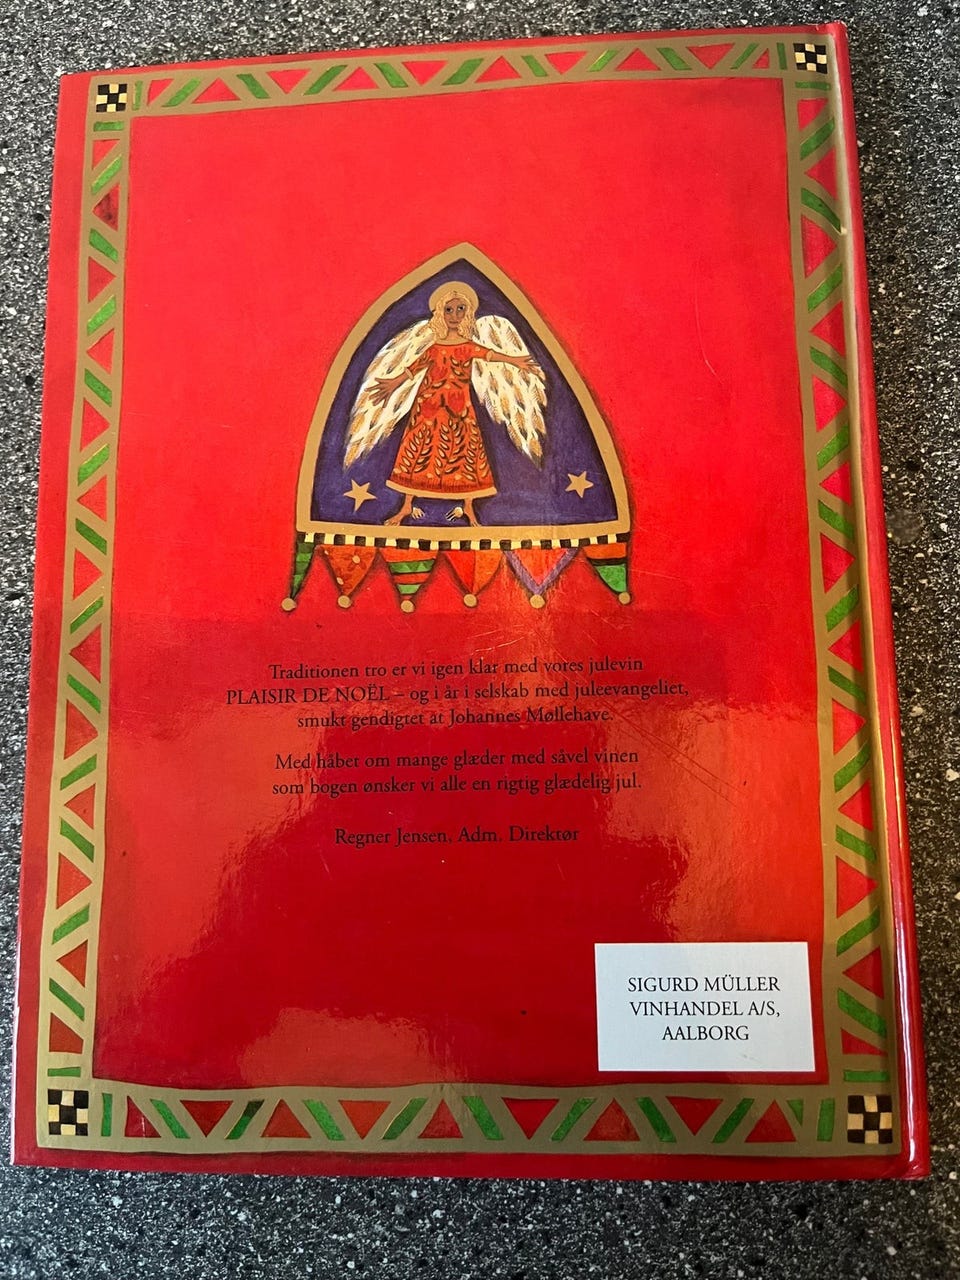 Traditionen tro er vi igen klar med vores julevin
PLAISIR DE NOËL – og i år i selskab med juleevangeliet,
smukt gendigtet af Johannes Møllehave.
Med håbet om mange glæder med såvel vinen
som bogen ønsker vi alle en rigtig glædelig jul.
Regner Jensen, Adm. Direktør
SIGURD MÜLLER
VINHANDEL A/S,
AALBORG